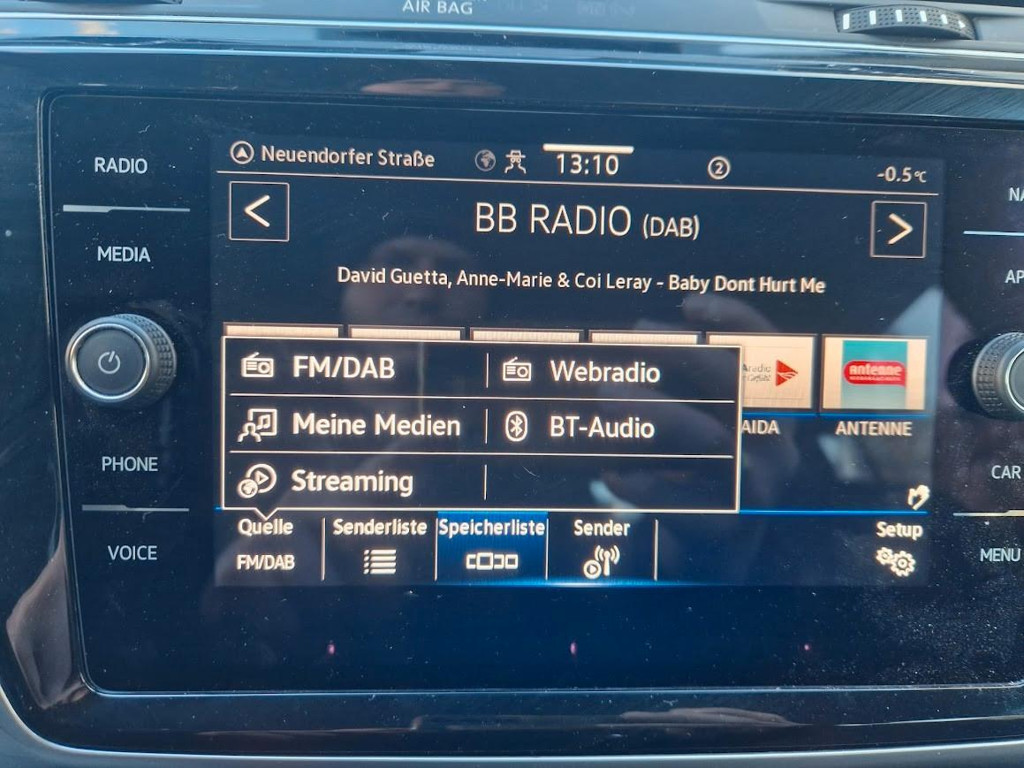 AIR BAG
RADIO
MEDIA
PHONE
VOICE
Neuendorfer Straße
13:10
2
-0.5°C
<
BB RADIO (DAB)
>
David Guetta, Anne-Marie & Coi Leray - Baby Dont Hurt Me
FM/DAB
Webradio
Meine Medien
BT-Audio
Streaming
radio
Antenne
AIDA
ANTENNE
Quelle
FM/DAB
Senderliste
Speicherliste
Sender
Setup
CAR
MENU